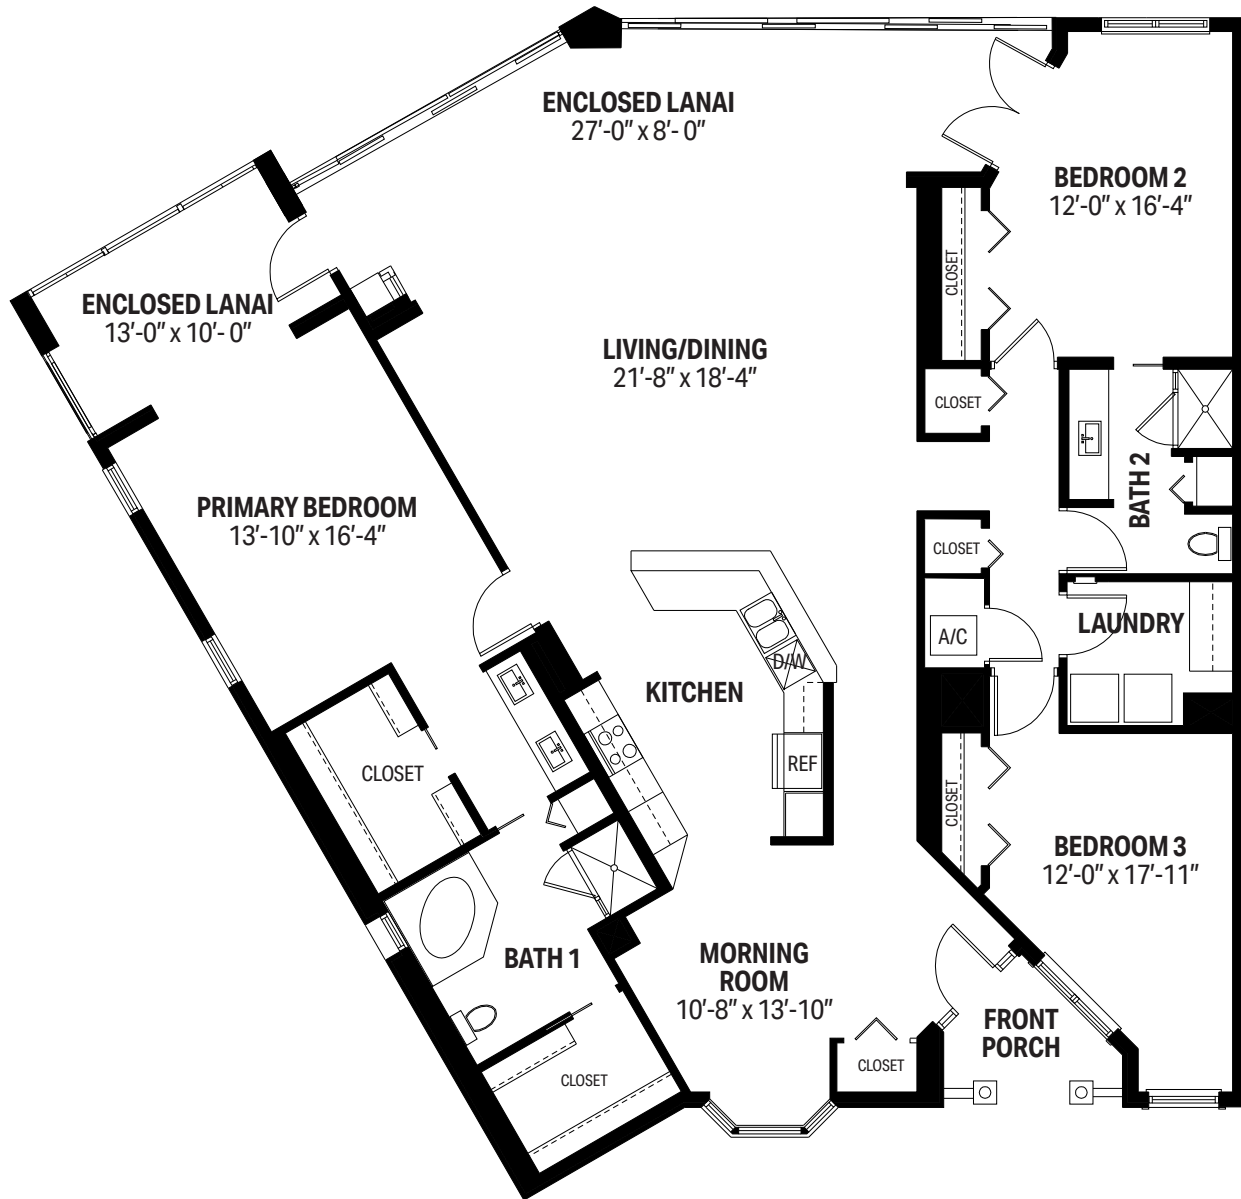 ENCLOSED LANAI
27′-0″ x 8′- 0″
BEDROOM 2
12′-0″ x 16′-4″
CLOSET
ENCLOSED LANAI
13′-0″ x 10′- 0″
LIVING/DINING
21′-8″ x 18′-4″
CLOSET
BATH 2
PRIMARY BEDROOM
13′-10″ x 16′-4″
CLOSET
A/C
LAUNDRY
D/W
KITCHEN
REF
CLOSET
CLOSET
BEDROOM 3
12′-0″ x 17′-11″
BATH 1
MORNING
ROOM
10′-8″ x 13′-10″
FRONT
PORCH
CLOSET
CLOSET